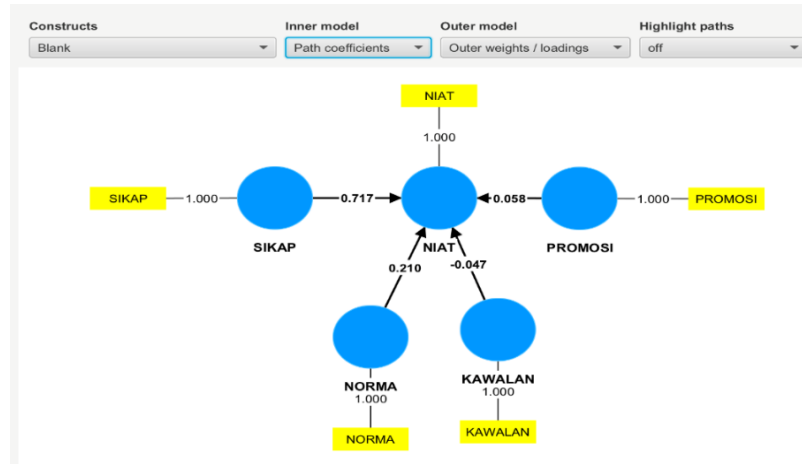 Constructs
Inner model
Outer model
Highlight paths
Blank
Path coefficients
Outer weights / loadings
off
NIAT
1.000
SIKAP
1.000
0.717
0.058
1.000
PROMOSI
SIKAP
NIAT
PROMOSI
0.210
-0.047
NORMA
1.000
KAWALAN
1.000
NORMA
KAWALAN